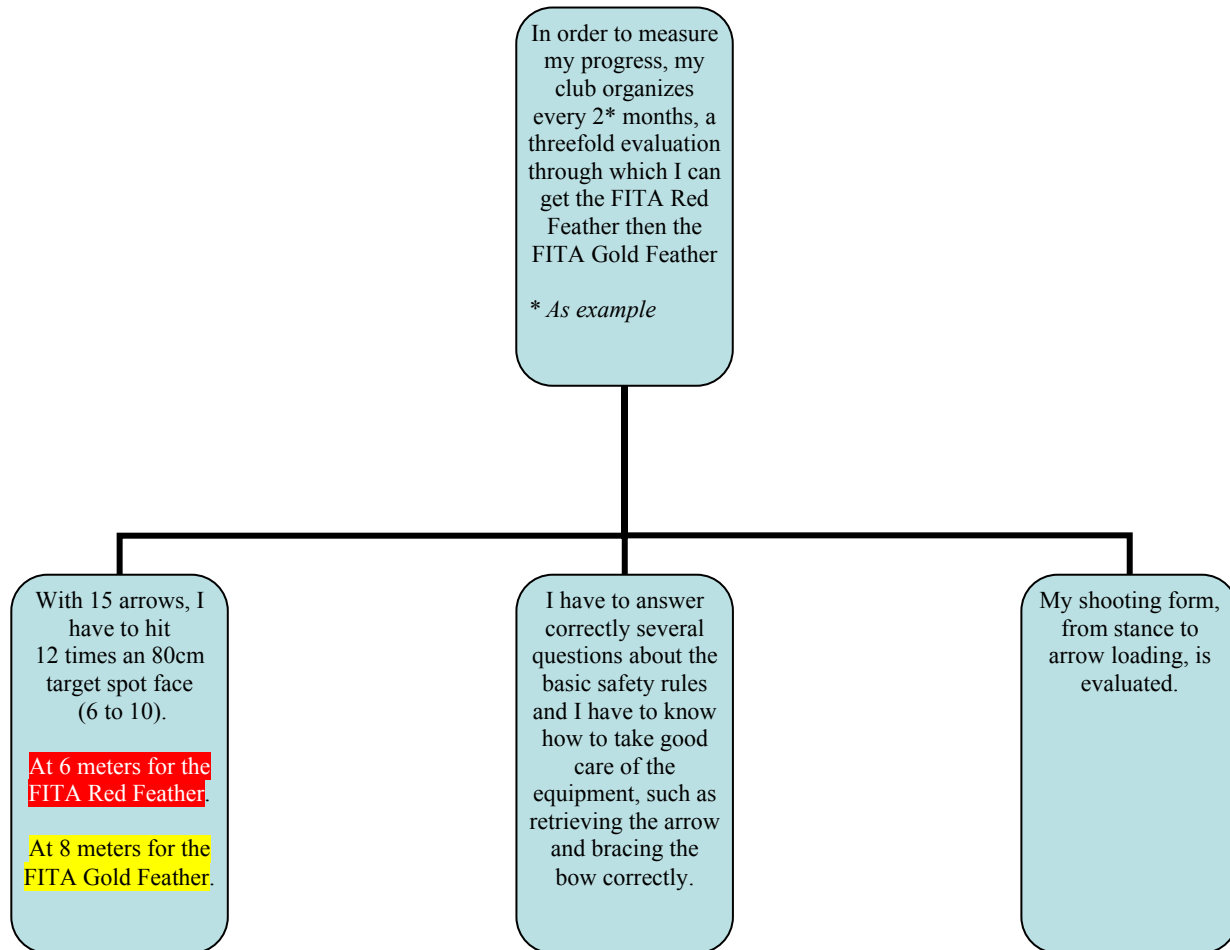 In order to measure
my progress, my
club organizes
every 2* months, a
threefold evaluation
through which I can
get the FITA Red
Feather then the
FITA Gold Feather
* As example
With 15 arrows, I
have to hit
12 times an 80cm
target spot face
(6 to 10).
At 6 meters for the
FITA Red Feather.
At 8 meters for the
FITA Gold Feather.
I have to answer
correctly several
questions about the
basic safety rules
and I have to know
how to take good
care of the
equipment, such as
retrieving the arrow
and bracing the
bow correctly.
My shooting form,
from stance to
arrow loading, is
evaluated.